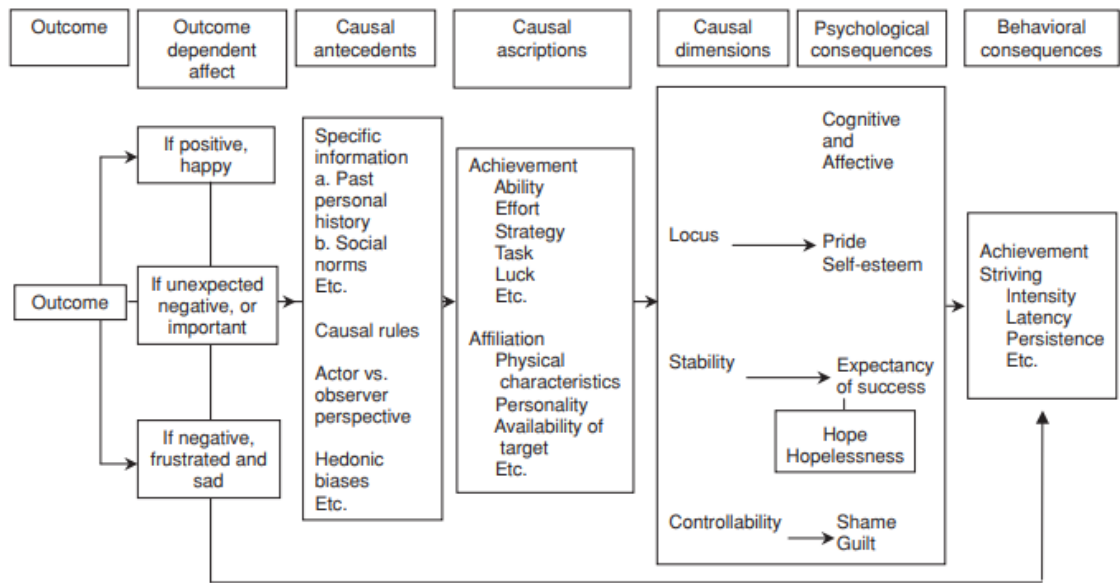 Outcome
Outcome
dependent
affect
Causal
antecedents
Causal
ascriptions
Causal
dimensions
Psychological
consequences
Behavioral
consequences
Outcome
If positive,
happy
If unexpected
negative, or
important
If negative,
frustrated and
sad
Specific
information
a. Past
personal
history
b. Social
norms
Etc.
Causal rules
Actor vs.
observer
perspective
Hedonic
biases
Etc.
Achievement
Ability
Effort
Strategy
Task
Luck
Etc.
Affiliation
Physical
characteristics
Personality
Availability of
target
Etc.
Cognitive
and
Affective
Locus
Pride
Self-esteem
Stability
Expectancy
of success
Hope
Hopelessness
Controllability
Shame
Guilt
Achievement
Striving
Intensity
Latency
Persistence
Etc.